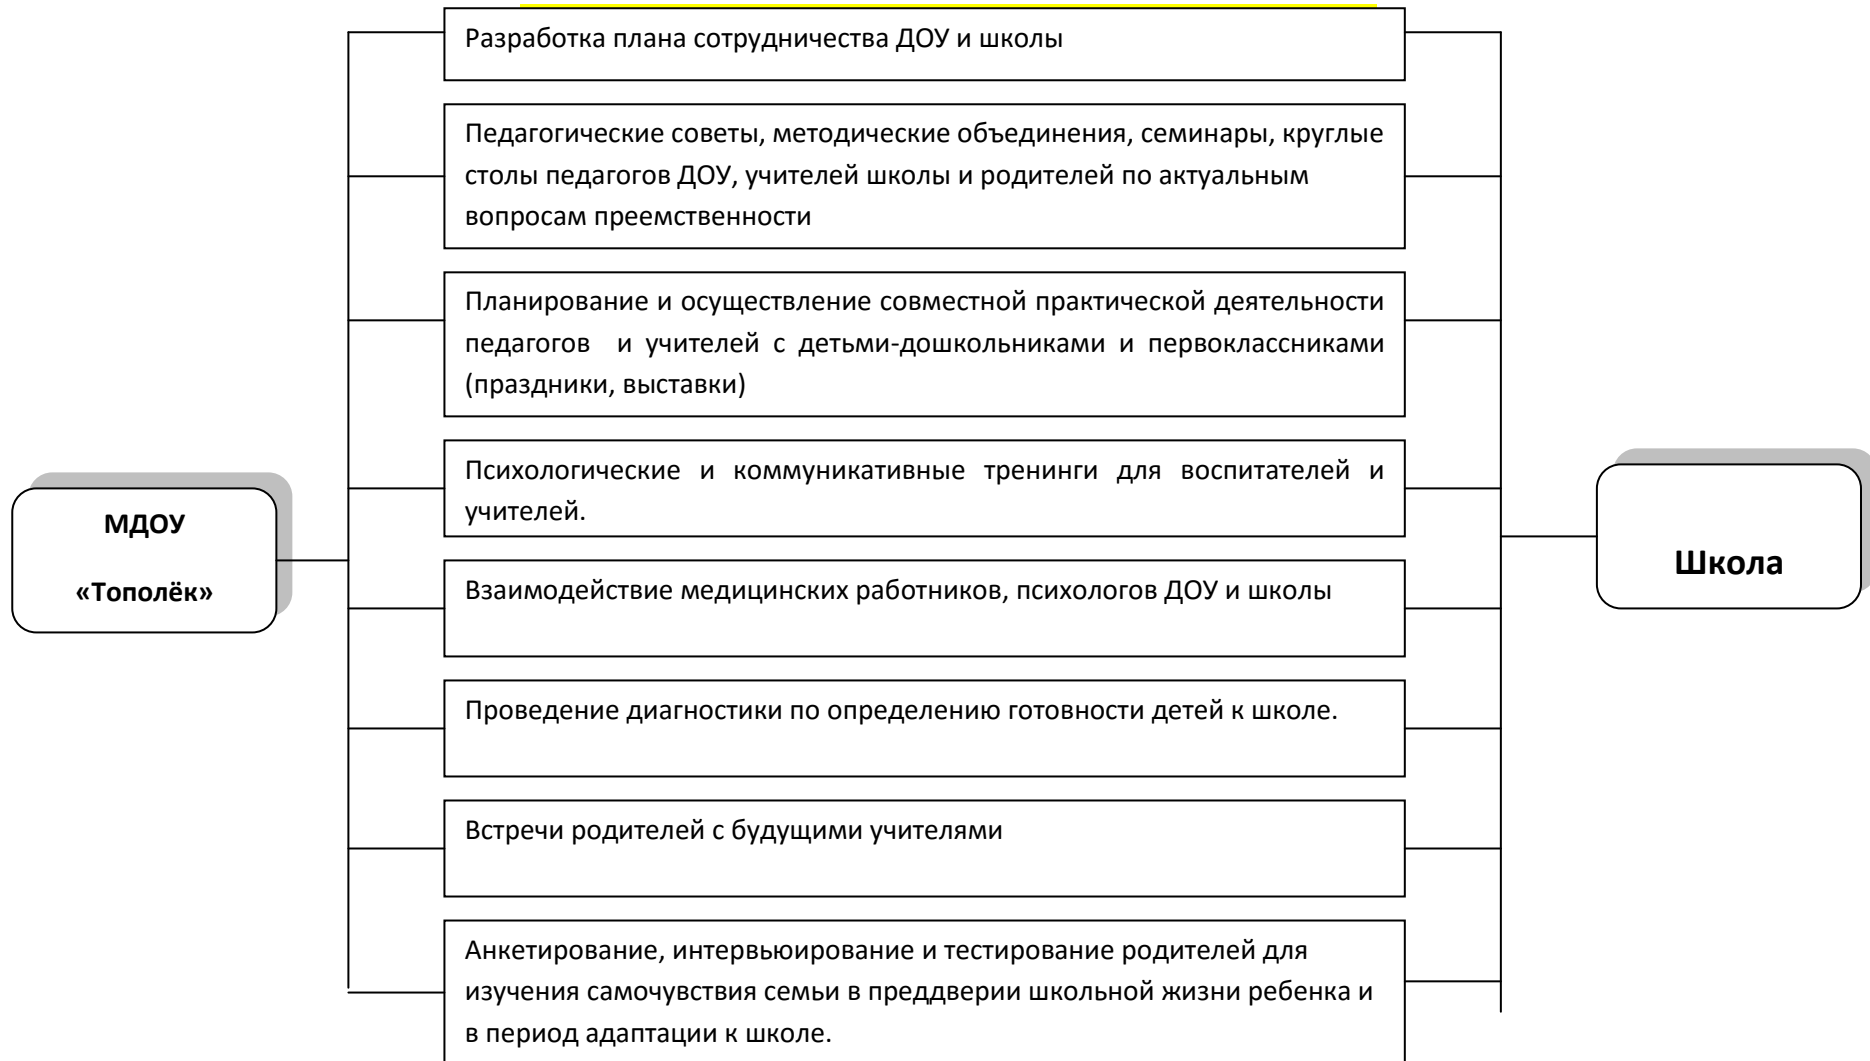 Разработка плана сотрудничества ДОУ и школы
Педагогические советы, методические объединения, семинары, круглые
столы педагогов ДОУ, учителей школы и родителей по актуальным
вопросам преемственности
Планирование и осуществление совместной практической деятельности
педагогов и учителей с детьми-дошкольниками и первоклассниками
(праздники, выставки)
Психологические и коммуникативные тренинги для воспитателей и
учителей.
МДОУ
«Тополёк»
Школа
Взаимодействие медицинских работников, психологов ДОУ и школы
Проведение диагностики по определению готовности детей к школе.
Встречи родителей с будущими учителями
Анкетирование, интервьюирование и тестирование родителей для
изучения самочувствия семьи в преддверии школьной жизни ребенка и
в период адаптации к школе.